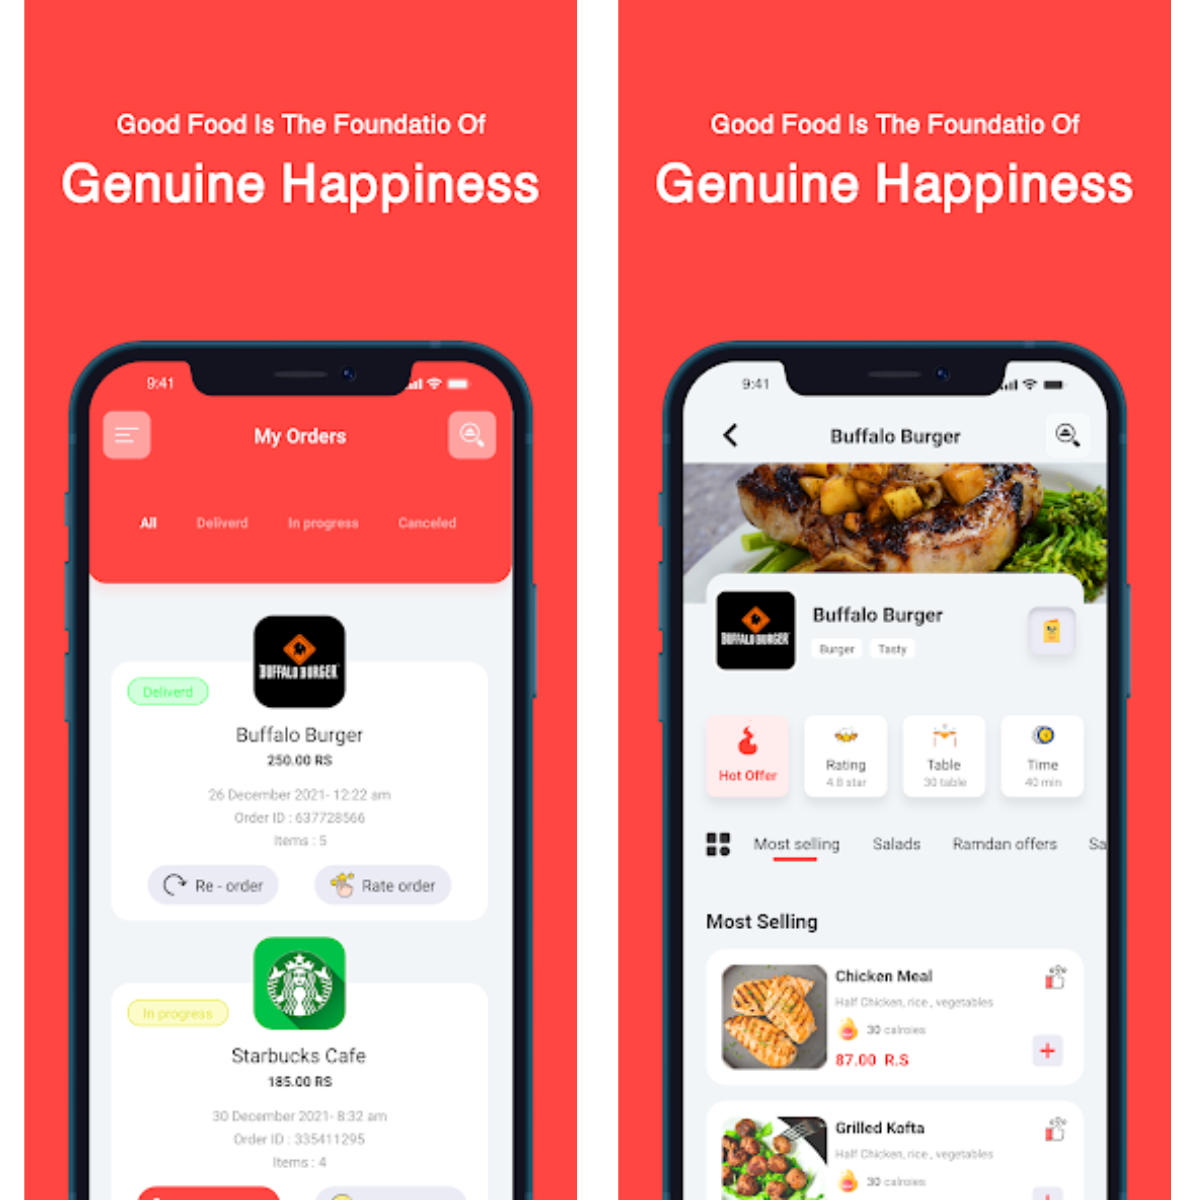 Good Food Is The Foundatio Of
Genuine Happiness
9:41
My Orders
All
Deliverd
In progress
Canceled
BUFFALO BURGER
Deliverd
Buffalo Burger
250.00 RS
26 December 2021- 12:22 am
Order ID : 637728566
Items : 5
Re - order
Rate order
In progress
Starbucks Cafe
185.00 RS
30 December 2021- 8:32 am
Order ID : 335411295
Items : 4
Good Food Is The Foundatio Of
Genuine Happiness
9:41
Buffalo Burger
BUFFALO BURGER
Buffalo Burger
Burger
Tasty
Hot Offer
Rating
4.8 star
Table
30 table
Time
40 min
Most selling
Salads
Ramdan offers
Sa
Most Selling
Chicken Meal
Half Chicken, rice , vegetables
30 calroies
87.00 R.S
Grilled Kofta
Half Chicken, rice , vegetables
30 calroies